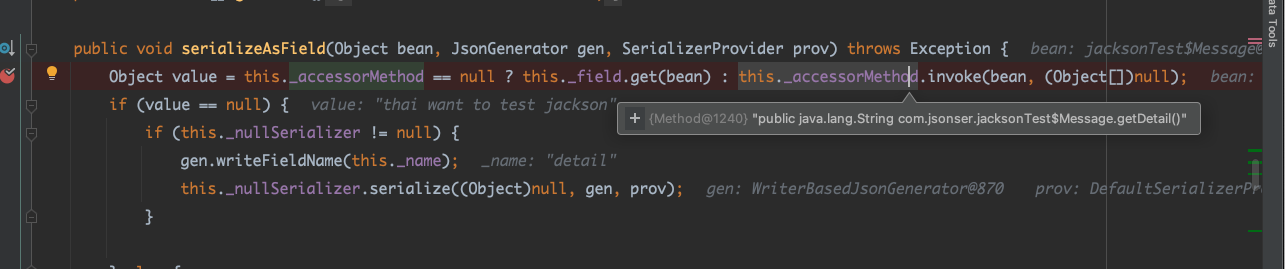 public void serializeAsField(Object bean, JsonGenerator gen, SerializerProvider prov) throws Exception { bean: jacksonTest$Message@
Object value = this._accessorMethod == null ? this._field.get(bean) : this._accessorMethod.invoke(bean, (Object[])null); bean:
if (value == null) { value: "thai want to test jackson"
+ {Method@1240} "public java.lang.String com.jsonser.jacksonTest$Message.getDetail()"
if (this._nullSerializer != null) {
gen.writeFieldName(this._name); _name: "detail"
this._nullSerializer.serialize((Object)null, gen, prov); gen: WriterBasedJsonGenerator@870 prov: DefaultSerializerPr
}
ata Tools